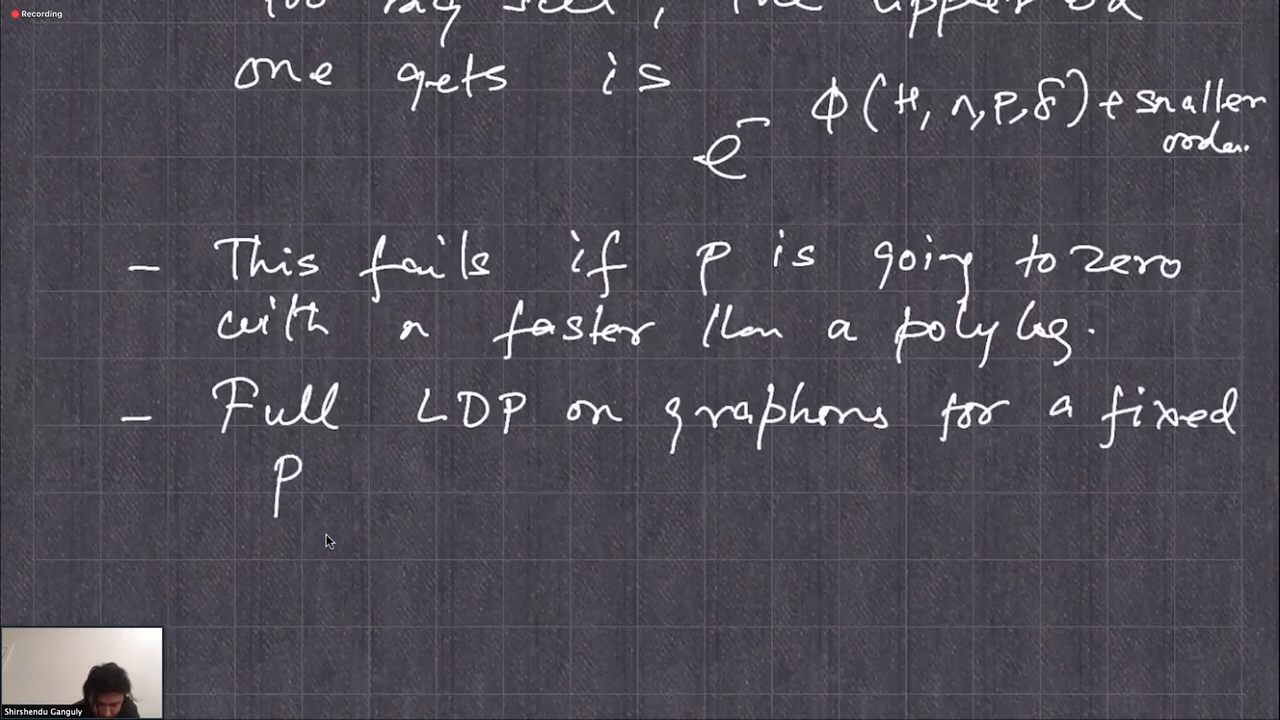 Recording
one gets is
e^- Φ(H, n, p, δ) + smaller
order.
- This fails if p is going to zero
with n faster than a polylog.
- Full LDP on graphons for a fixed
p
Shirshendu Ganguly